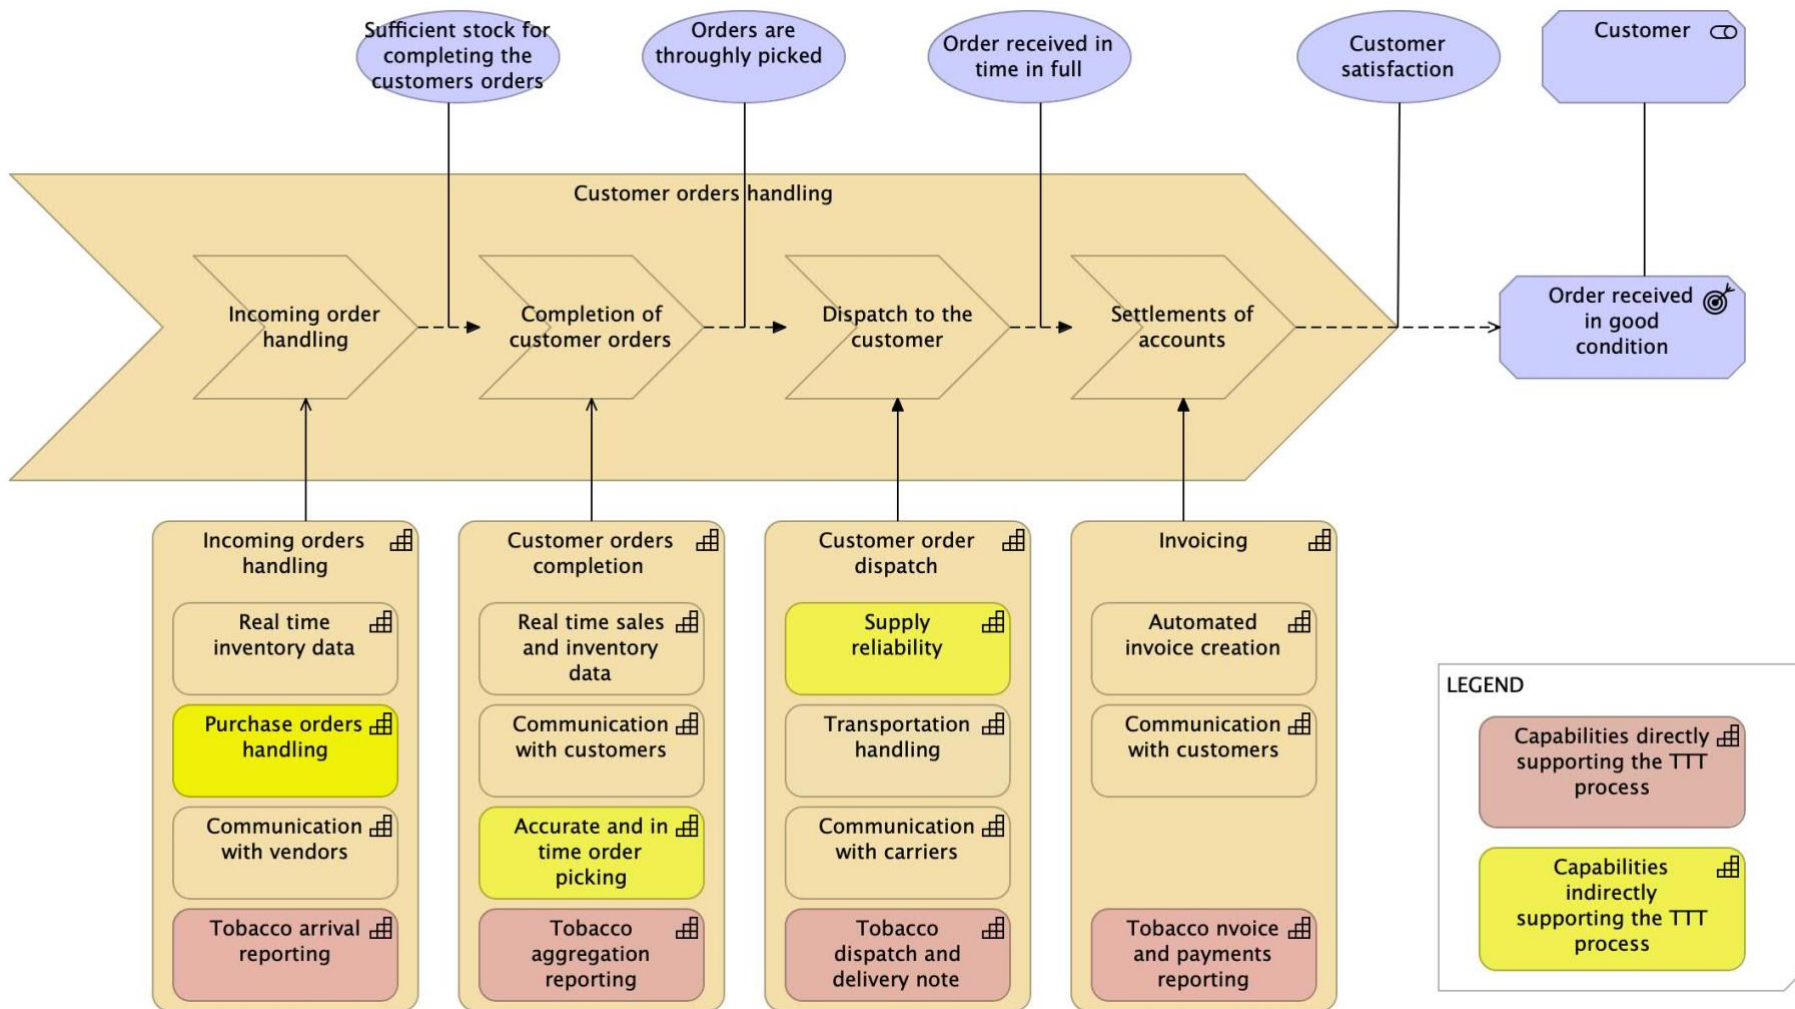 Sufficient stock for
completing the
customers orders
Orders are
throughly picked
Order received in
time in full
Customer
satisfaction
Customer
Customer orders handling
Incoming order
handling
Completion of
customer orders
Dispatch to the
customer
Settlements of
accounts
Order received
in good
condition
Incoming orders
handling
Real time
inventory data
Purchase orders
handling
Communication
with vendors
Tobacco arrival
reporting
Customer orders
completion
Real time sales
and inventory
data
Communication
with customers
Accurate and in
time order
picking
Tobacco
aggregation
reporting
Customer order
dispatch
Supply
reliability
Transportation
handling
Communication
with carriers
Tobacco
dispatch and
delivery note
Invoicing
Automated
invoice creation
Communication
with customers
Tobacco nvoice
and payments
reporting
LEGEND
Capabilities directly
supporting the TTT
process
Capabilities
indirectly
supporting the TTT
process